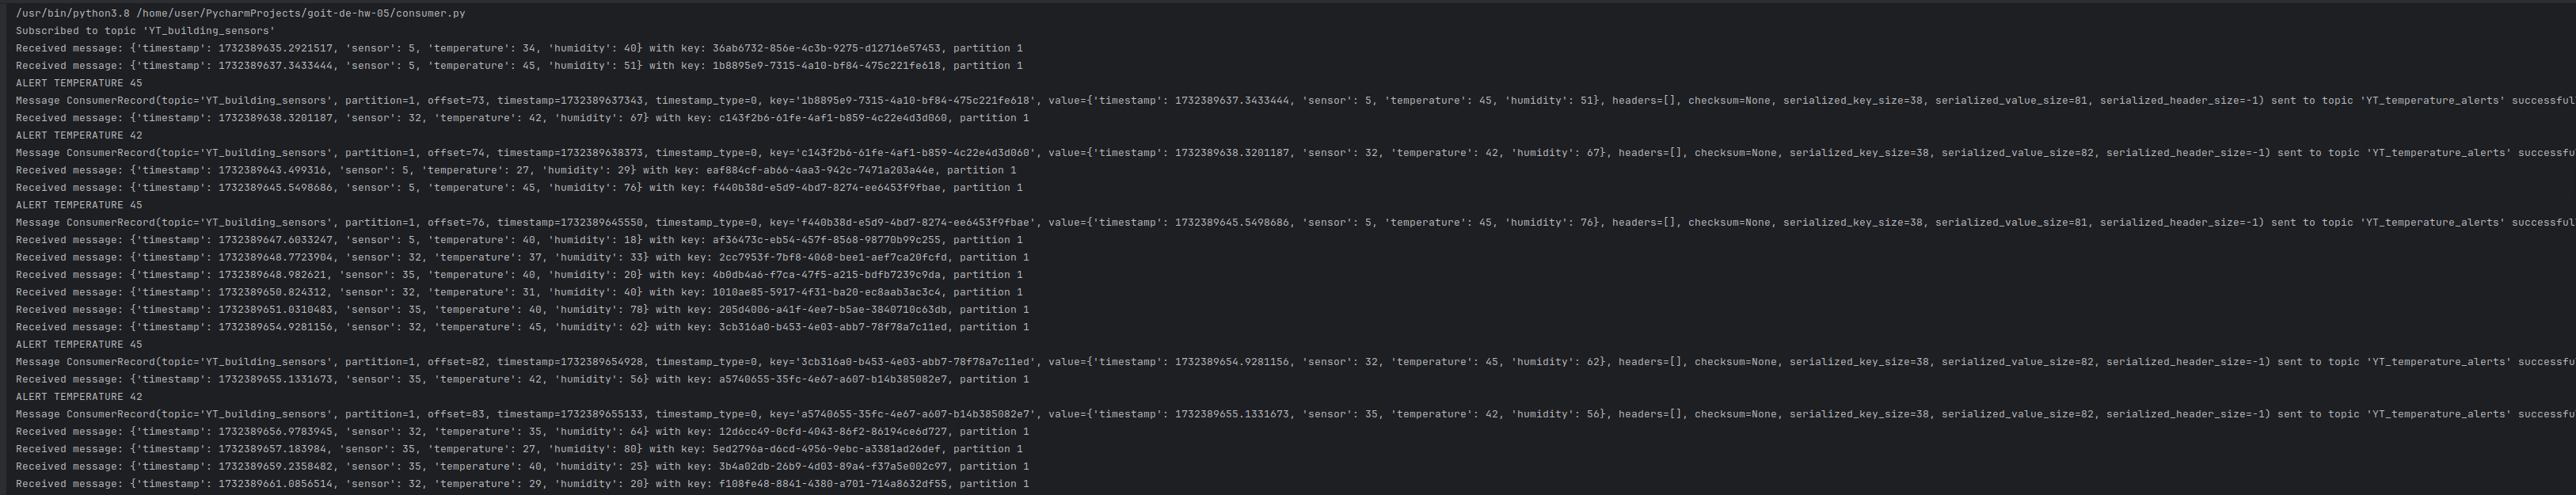 /usr/bin/python3.8 /home/user/PycharmProjects/goit-de-hw-05/consumer.py
Subscribed to topic 'YT_building_sensors'
Received message: {'timestamp': 1732389635.2921517, 'sensor': 5, 'temperature': 34, 'humidity': 40} with key: 36ab6732-856e-4c3b-9275-d12716e57453, partition 1
Received message: {'timestamp': 1732389637.3433444, 'sensor': 5, 'temperature': 45, 'humidity': 51} with key: 1b8895e9-7315-4a10-bf84-475c221fe618, partition 1
ALERT TEMPERATURE 45
Message ConsumerRecord(topic='YT_building_sensors', partition=1, offset=73, timestamp=1732389637343, timestamp_type=0, key='1b8895e9-7315-4a10-bf84-475c221fe618', value={'timestamp': 1732389637.3433444, 'sensor': 5, 'temperature': 45, 'humidity': 51}, headers=[], checksum=None, serialized_key_size=38, serialized_value_size=81, serialized_header_size=-1) sent to topic 'YT_temperature_alerts' successful
Received message: {'timestamp': 1732389638.3201187, 'sensor': 32, 'temperature': 42, 'humidity': 67} with key: c143f2b6-61fe-4af1-b859-4c22e4d3d060, partition 1
ALERT TEMPERATURE 42
Message ConsumerRecord(topic='YT_building_sensors', partition=1, offset=74, timestamp=1732389638373, timestamp_type=0, key='c143f2b6-61fe-4af1-b859-4c22e4d3d060', value={'timestamp': 1732389638.3201187, 'sensor': 32, 'temperature': 42, 'humidity': 67}, headers=[], checksum=None, serialized_key_size=38, serialized_value_size=82, serialized_header_size=-1) sent to topic 'YT_temperature_alerts' successfu
Received message: {'timestamp': 1732389643.499316, 'sensor': 5, 'temperature': 27, 'humidity': 29} with key: eaf884cf-ab66-4aa3-942c-7471a203a44e, partition 1
Received message: {'timestamp': 1732389645.5498686, 'sensor': 5, 'temperature': 45, 'humidity': 76} with key: f440b38d-e5d9-4bd7-8274-ee6453f9fbae, partition 1
ALERT TEMPERATURE 45
Message ConsumerRecord(topic='YT_building_sensors', partition=1, offset=76, timestamp=1732389645550, timestamp_type=0, key='f440b38d-e5d9-4bd7-8274-ee6453f9fbae', value={'timestamp': 1732389645.5498686, 'sensor': 5, 'temperature': 45, 'humidity': 76}, headers=[], checksum=None, serialized_key_size=38, serialized_value_size=81, serialized_header_size=-1) sent to topic 'YT_temperature_alerts' successful
Received message: {'timestamp': 1732389647.6033247, 'sensor': 5, 'temperature': 40, 'humidity': 18} with key: af36473c-eb54-457f-8568-98770b99c255, partition 1
Received message: {'timestamp': 1732389648.7723904, 'sensor': 32, 'temperature': 37, 'humidity': 33} with key: 2cc7953f-7bf8-4068-bee1-aef7ca20fcfd, partition 1
Received message: {'timestamp': 1732389648.982621, 'sensor': 35, 'temperature': 40, 'humidity': 20} with key: 4b0db4a6-f7ca-47f5-a215-bdfb7239c9da, partition 1
Received message: {'timestamp': 1732389650.824312, 'sensor': 32, 'temperature': 31, 'humidity': 40} with key: 1010ae85-5917-4f31-ba20-ec8aab3ac3c4, partition 1
Received message: {'timestamp': 1732389651.0310483, 'sensor': 35, 'temperature': 40, 'humidity': 78} with key: 205d4006-a41f-4ee7-b5ae-3840710c63db, partition 1
Received message: {'timestamp': 1732389654.9281156, 'sensor': 32, 'temperature': 45, 'humidity': 62} with key: 3cb316a0-b453-4e03-abb7-78f78a7c11ed, partition 1
ALERT TEMPERATURE 45
Message ConsumerRecord(topic='YT_building_sensors', partition=1, offset=82, timestamp=1732389654928, timestamp_type=0, key='3cb316a0-b453-4e03-abb7-78f78a7c11ed', value={'timestamp': 1732389654.9281156, 'sensor': 32, 'temperature': 45, 'humidity': 62}, headers=[], checksum=None, serialized_key_size=38, serialized_value_size=82, serialized_header_size=-1) sent to topic 'YT_temperature_alerts' successfu
Received message: {'timestamp': 1732389655.1331673, 'sensor': 35, 'temperature': 42, 'humidity': 56} with key: a5740655-35fc-4e67-a607-b14b385082e7, partition 1
ALERT TEMPERATURE 42
Message ConsumerRecord(topic='YT_building_sensors', partition=1, offset=83, timestamp=1732389655133, timestamp_type=0, key='a5740655-35fc-4e67-a607-b14b385082e7', value={'timestamp': 1732389655.1331673, 'sensor': 35, 'temperature': 42, 'humidity': 56}, headers=[], checksum=None, serialized_key_size=38, serialized_value_size=82, serialized_header_size=-1) sent to topic 'YT_temperature_alerts' successfu
Received message: {'timestamp': 1732389656.9783945, 'sensor': 32, 'temperature': 35, 'humidity': 64} with key: 12d6cc49-0cfd-4043-86f2-86194ce6d727, partition 1
Received message: {'timestamp': 1732389657.183984, 'sensor': 35, 'temperature': 27, 'humidity': 80} with key: 5ed2796a-d6cd-4956-9ebc-a3381ad26def, partition 1
Received message: {'timestamp': 1732389659.2358482, 'sensor': 35, 'temperature': 40, 'humidity': 25} with key: 3b4a02db-26b9-4d03-89a4-f37a5e002c97, partition 1
Received message: {'timestamp': 1732389661.0856514, 'sensor': 32, 'temperature': 29, 'humidity': 20} with key: f108fe48-8841-4380-a701-714a8632df55, partition 1